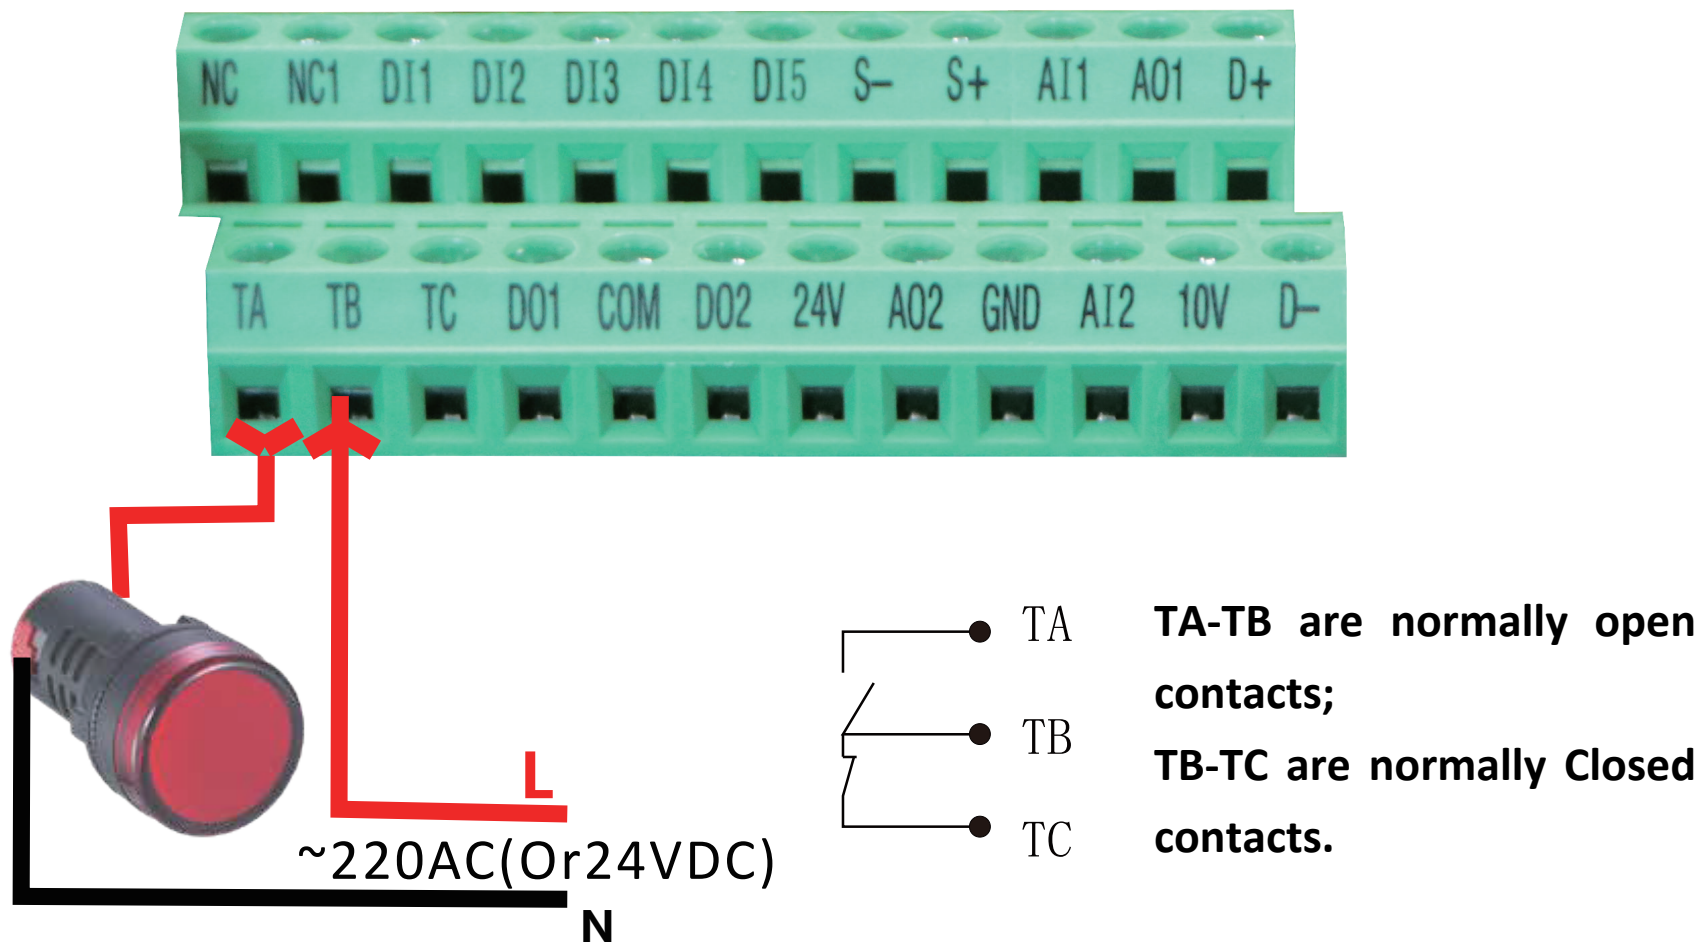 NC NC1 DI1 DI2 DI3 DI4 DI5 S− S+ AI1 AO1 D+
TA TB TC DO1 COM DO2 24V AO2 GND AI2 10V D−
L
~220AC(Or24VDC)
N
TA
TB
TC
TA-TB are normally open
contacts;
TB-TC are normally Closed
contacts.